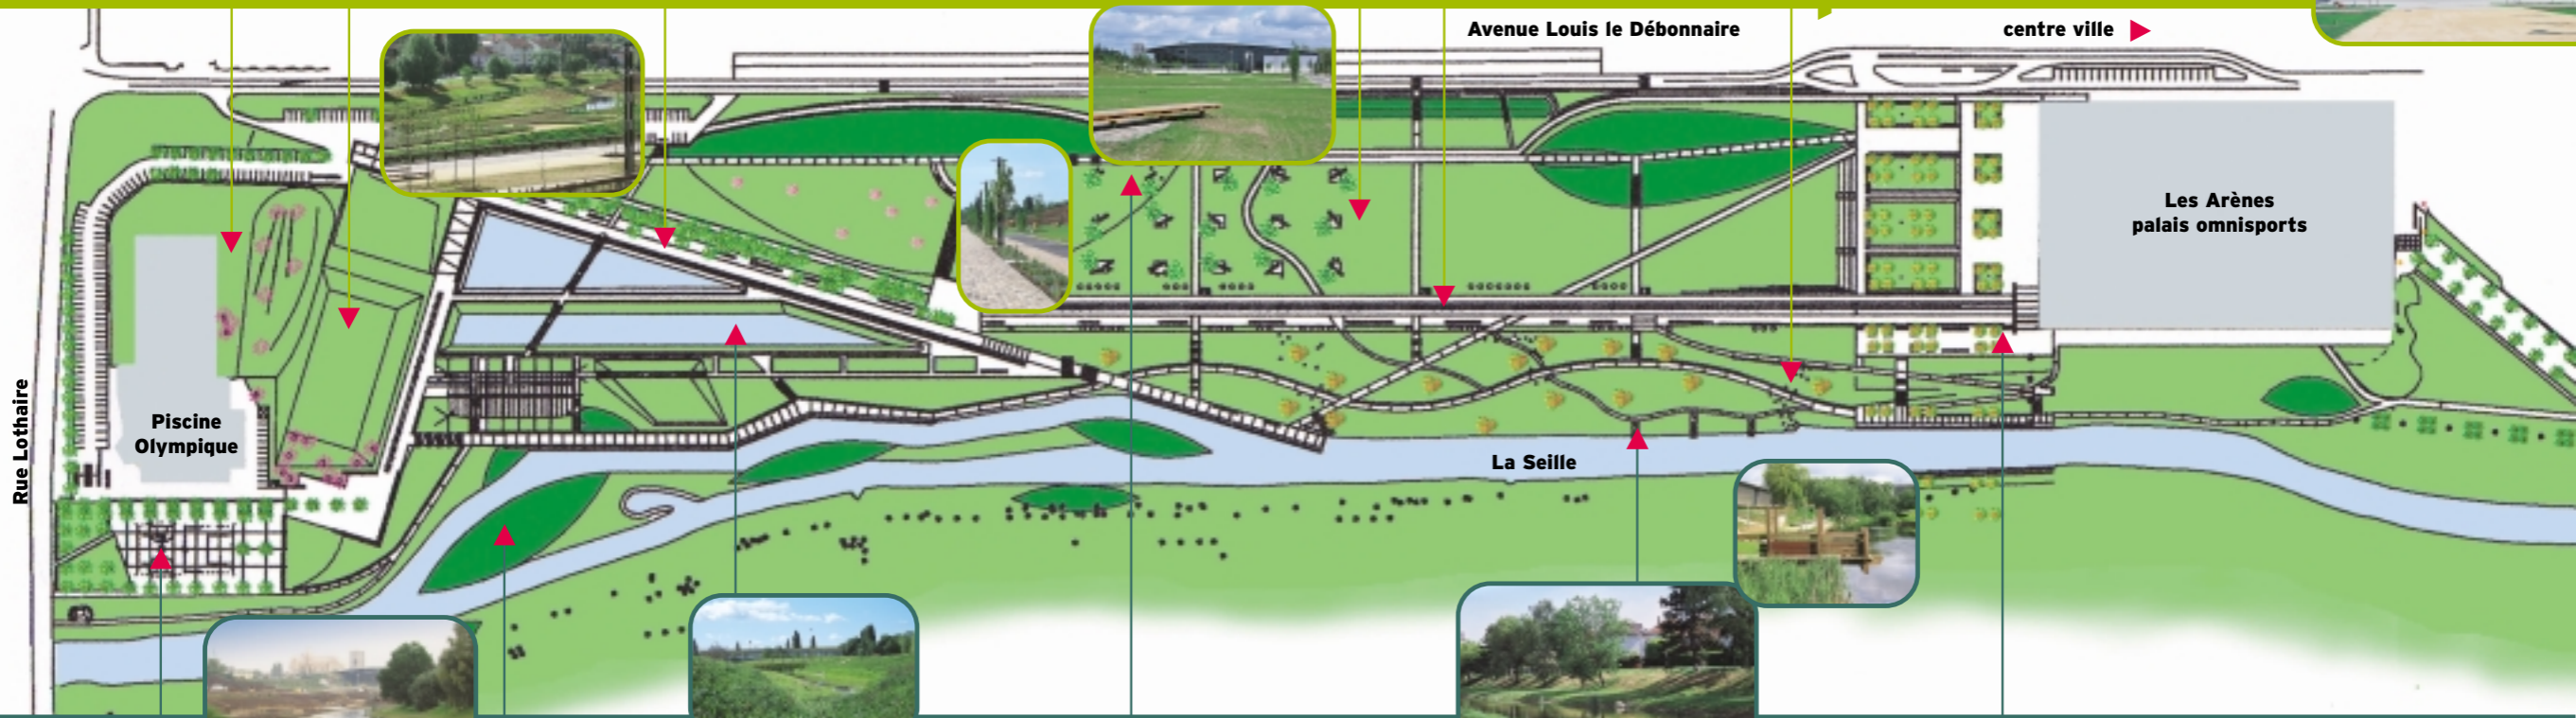 Avenue Louis le Débonnaire
centre ville
Les Arènes
palais omnisports
Rue Lothaire
Piscine
Olympique
La Seille